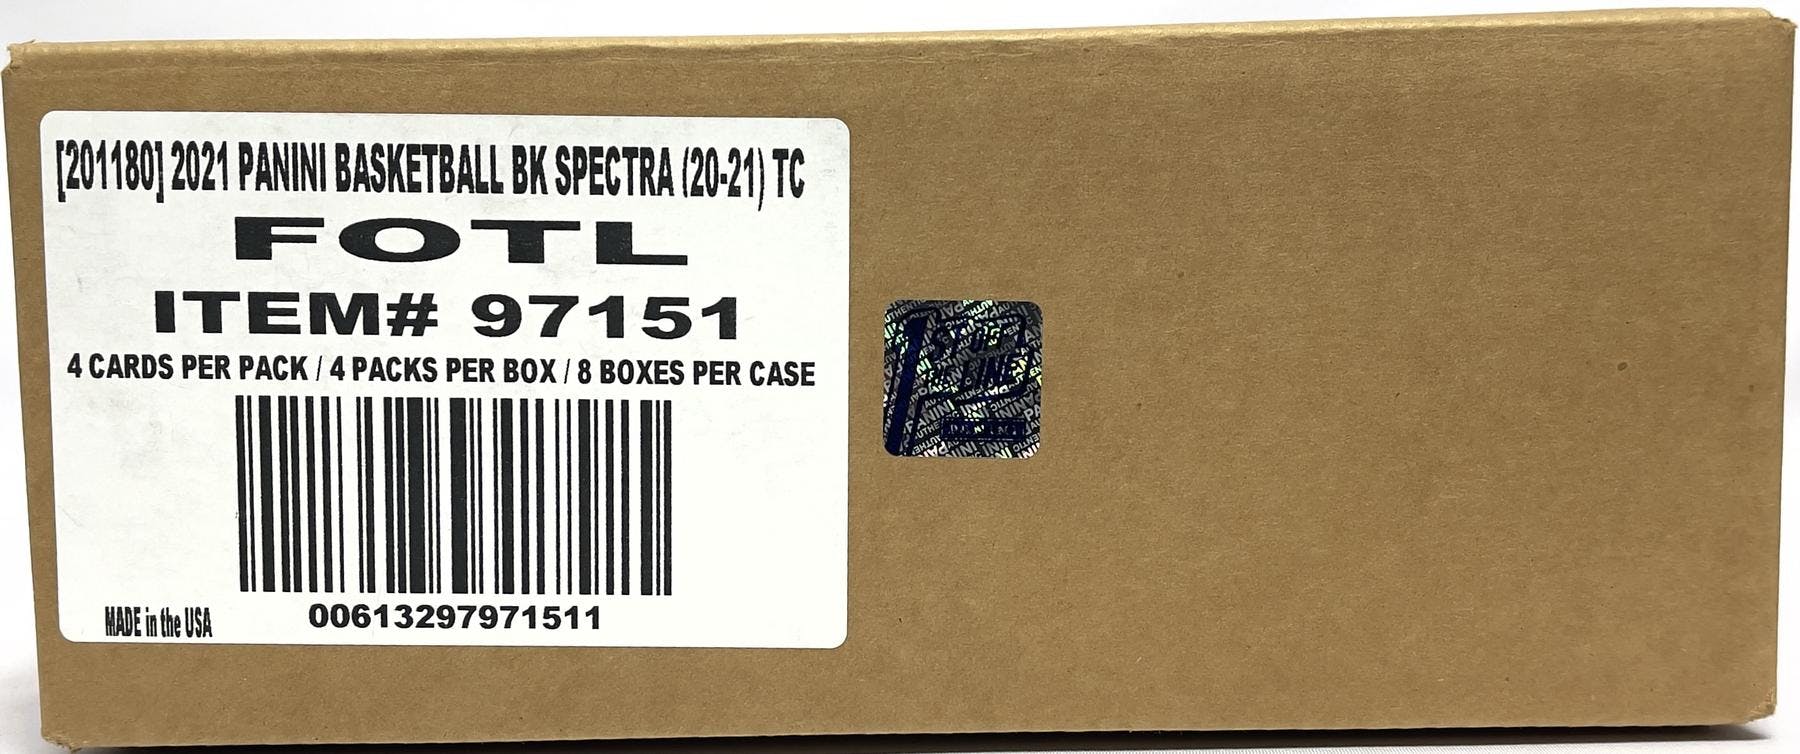 [201180] 2021 PANINI BASKETBALL BK SPECTRA (20-21) TC
FOTL
ITEM# 97151
4 CARDS PER PACK / 4 PACKS PER BOX / 8 BOXES PER CASE
00613297971511
MADE in the USA
LINE